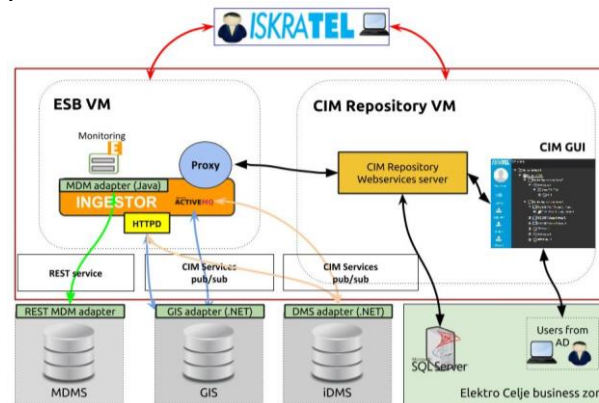 ISKRATEL
ESB VM
CIM Repository VM
Monitoring
CIM GUI
Proxy
CIM Repository
Webservices server
MDM adapter (Java)
INGESTOR
ACTIVEMQ
HTTPD
REST service
CIM Services
pub/sub
CIM Services
pub/sub
REST MDM adapter
GIS adapter (.NET)
DMS adapter (.NET)
MDMS
GIS
iDMS
SQL Server
Users from
AD
Elektro Celje business zon